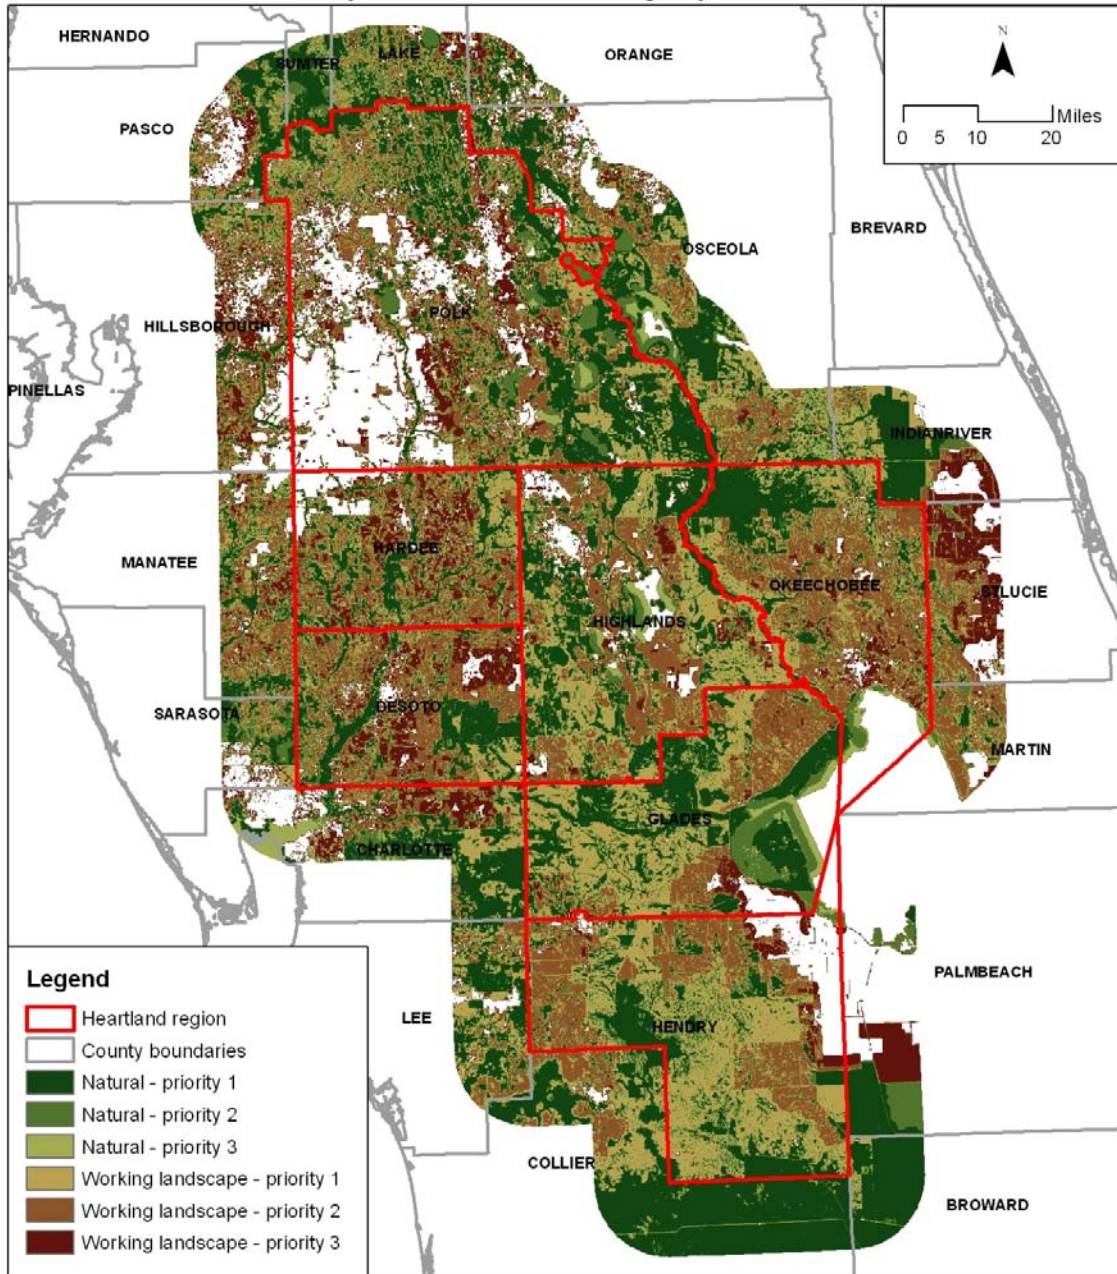 HERNANDO
SUMTER
LAKE
ORANGE
N
Miles
0 5 10 20
PASCO
BREVARD
OSCEOLA
HILLSBOROUGH
POLK
PINELLAS
INDIANRIVER
MANATEE
HARDEE
OKEECHOBEE
STLUCIE
HIGHLANDS
SARASOTA
DESOTO
MARTIN
GLADES
CHARLOTTE
PALMBEACH
LEE
HENDRY
COLLIER
BROWARD
Legend
Heartland region
County boundaries
Natural - priority 1
Natural - priority 2
Natural - priority 3
Working landscape - priority 1
Working landscape - priority 2
Working landscape - priority 3